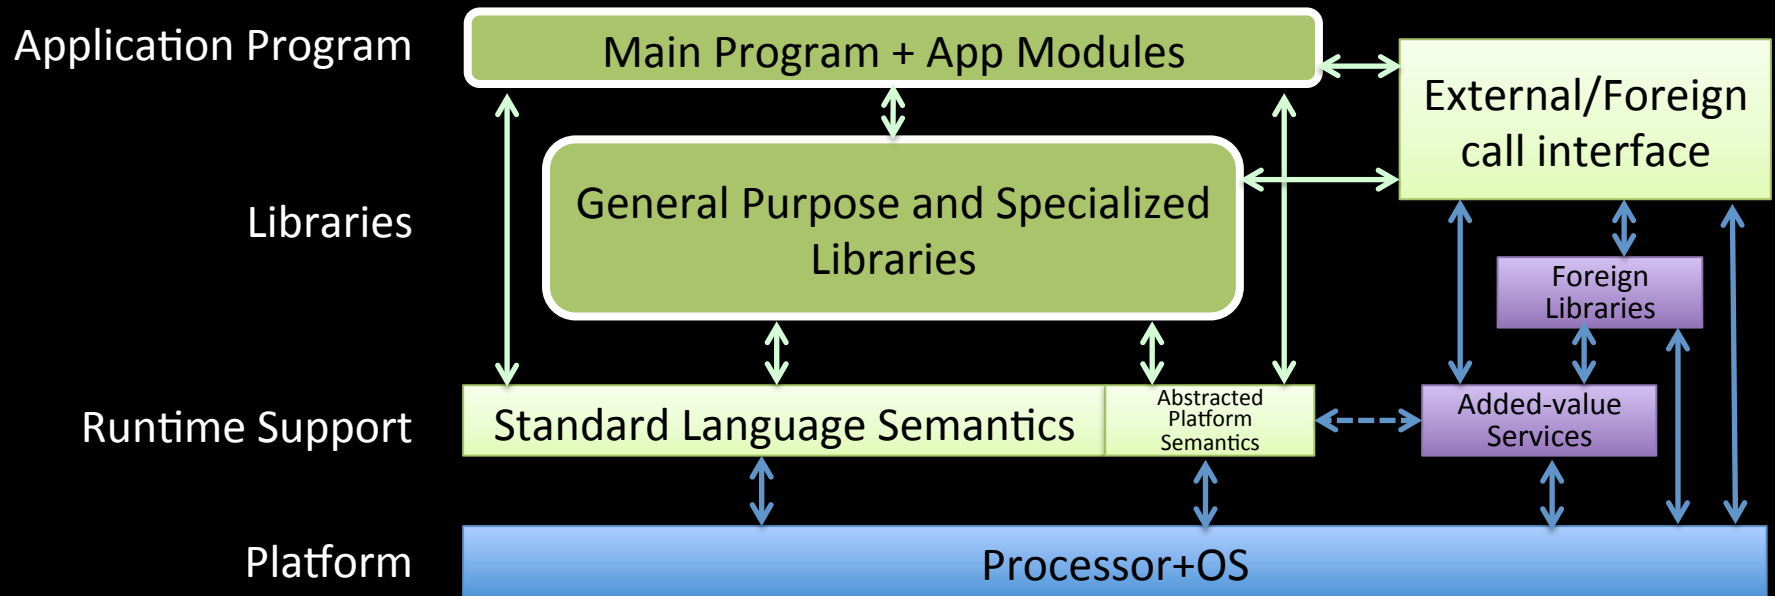 Application Program
Main Program + App Modules
External/Foreign
call interface
Libraries
General Purpose and Specialized
Libraries
Foreign
Libraries
Runtime Support
Standard Language Semantics
Abstracted
Platform
Semantics
Added-value
Services
Platform
Processor+OS